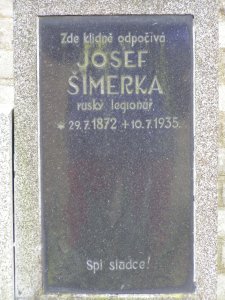 Zde klidně odpočívá
JOSEF
ŠIMERKA
ruský legionář,
* 29.7.1872 + 10.7.1935.
Spi sladce!